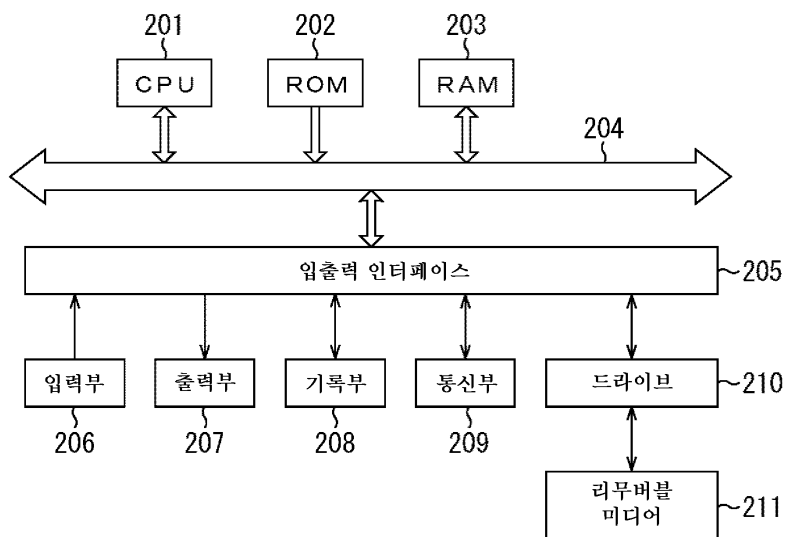 201
202
203
CPU
ROM
RAM
204
입출력 인터페이스
205
입력부
출력부
기록부
통신부
드라이브
210
206
207
208
209
리무버블
미디어
211